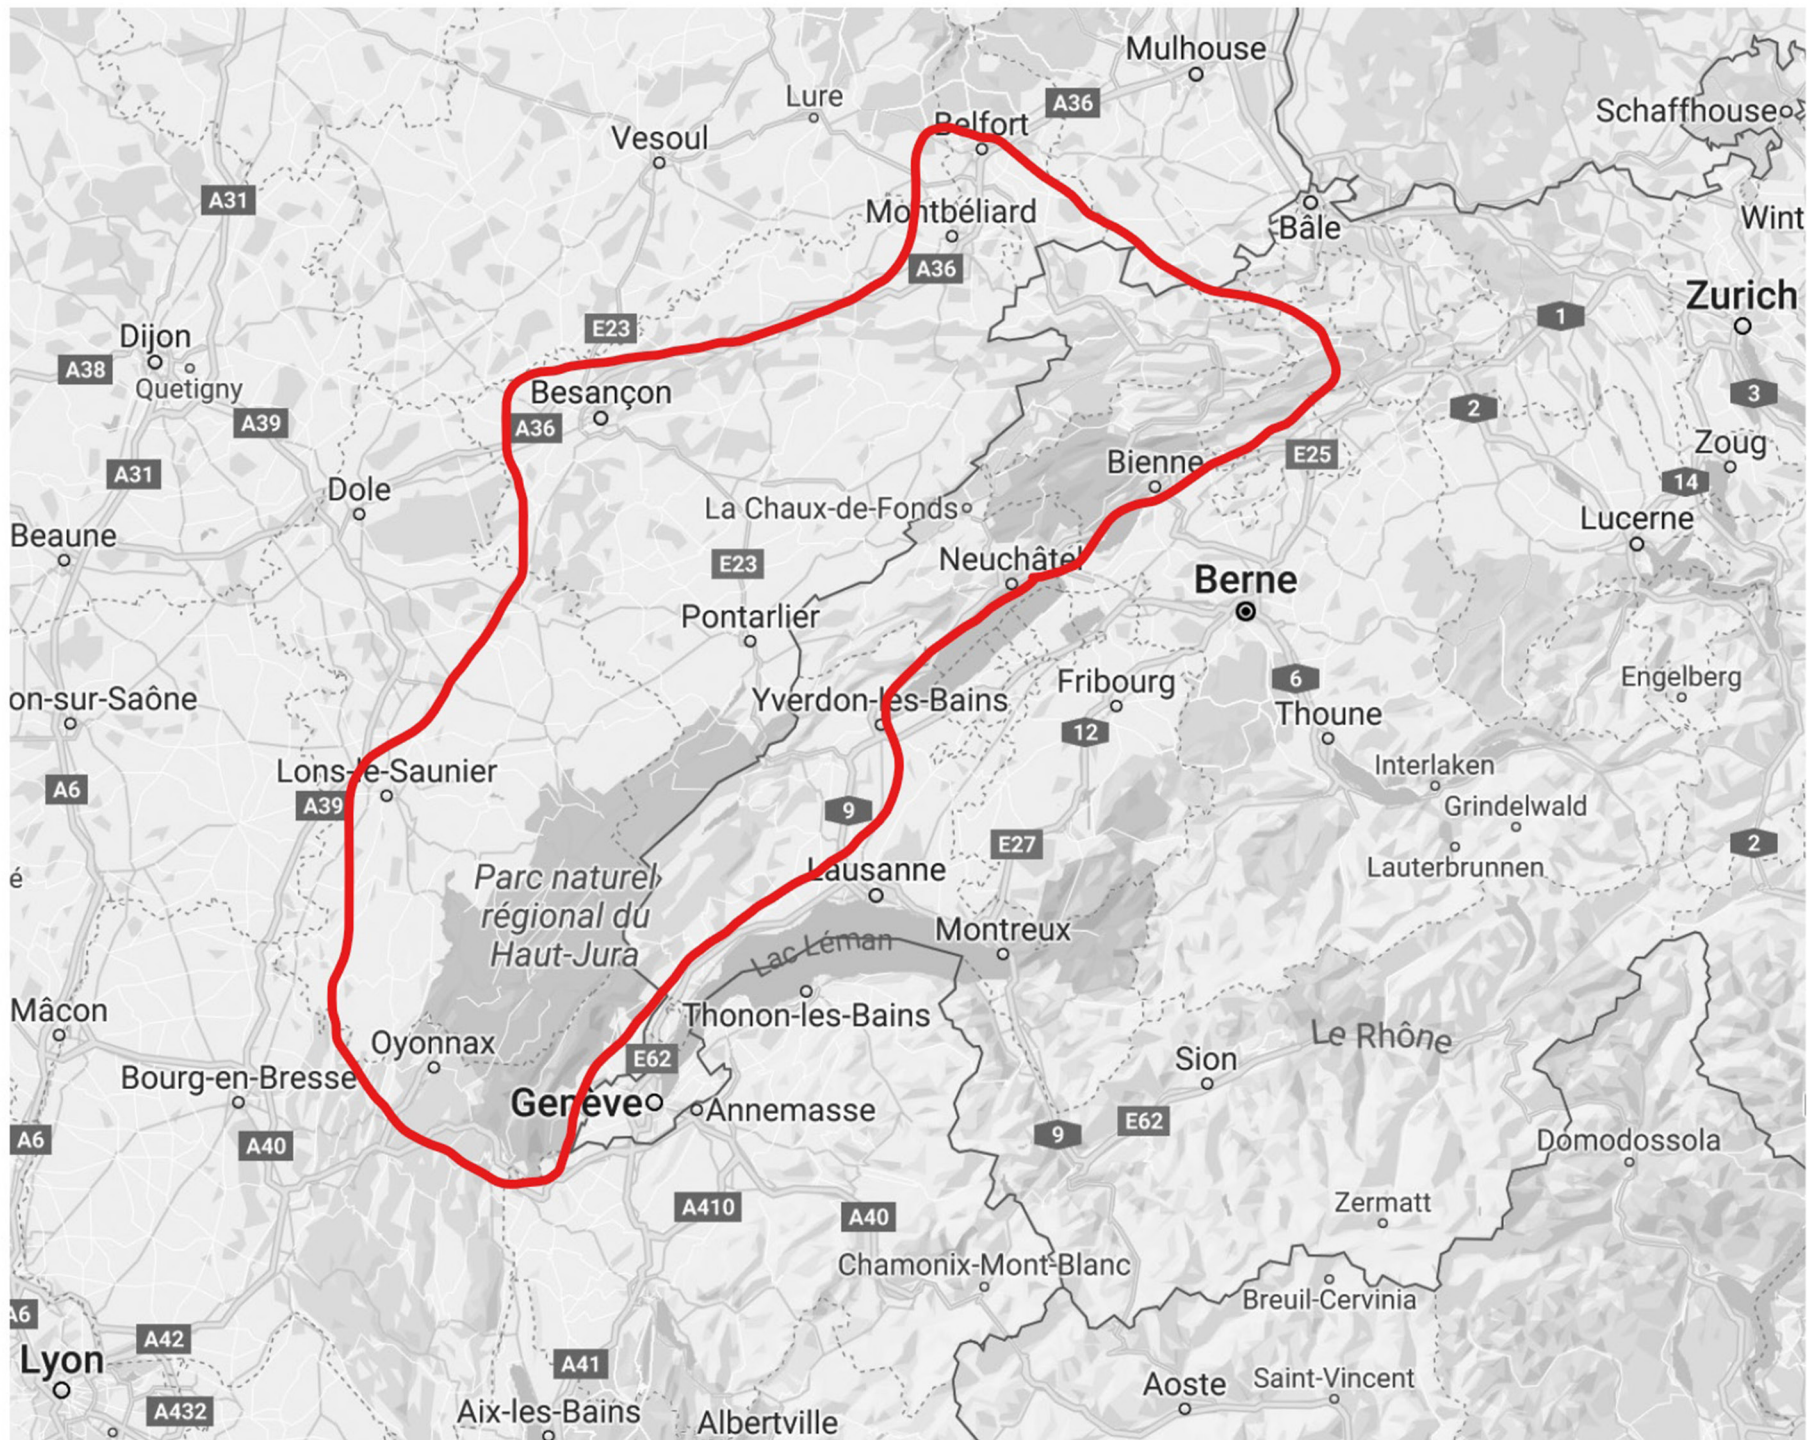 Mulhouse
Lure
A36
Schaffhouse
Belfort
Vesoul
A31
Montbéliard
Bâle
Wint
A36
Zurich
E23
1
Dijon
A38
Quetigny
Besançon
3
2
A39
A36
Zoug
E25
Bienne
A31
14
Dole
La Chaux-de-Fonds
Lucerne
Beaune
Neuchâtel
E23
Berne
Pontarlier
Engelberg
6
Fribourg
on-sur-Saône
Yverdon-les-Bains
Thoune
12
Interlaken
Lons-le-Saunier
A6
A39
9
Grindelwald
E27
2
Lausanne
Lauterbrunnen
é
Parc naturel
régional du
Haut-Jura
Montreux
Lac Léman
Mâcon
Thonon-les-Bains
Le Rhône
Oyonnax
E62
Sion
Bourg-en-Bresse
Genève
Annemasse
E62
9
A6
A40
Domodossola
A410
A40
Zermatt
Chamonix-Mont-Blanc
Breuil-Cervinia
A6
A42
Lyon
A41
Saint-Vincent
Aoste
A432
Aix-les-Bains
Albertville